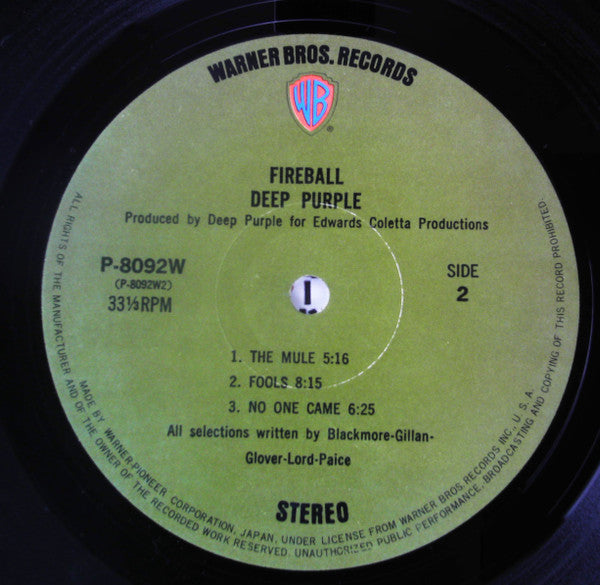 WARNER BROS. RECORDS
WB
®
FIREBALL
DEEP PURPLE
Produced by Deep Purple for Edwards Coletta Productions
P-8092W
(P-8092W2)
33⅓RPM
SIDE
2
1. THE MULE 5:16
2. FOOLS 8:15
3. NO ONE CAME 6:25
All selections written by Blackmore-Gillan-
Glover-Lord-Paice
STEREO
MADE BY WARNER-PIONEER CORPORATION, JAPAN, UNDER LICENSE FROM WARNER BROS. RECORDS INC., U. S. A.
ALL RIGHTS OF THE MANUFACTURER AND OF THE OWNER OF THE RECORDED WORK RESERVED. UNAUTHORIZED PUBLIC PERFORMANCE, BROADCASTING AND COPYING OF THIS RECORD PROHIBITED.